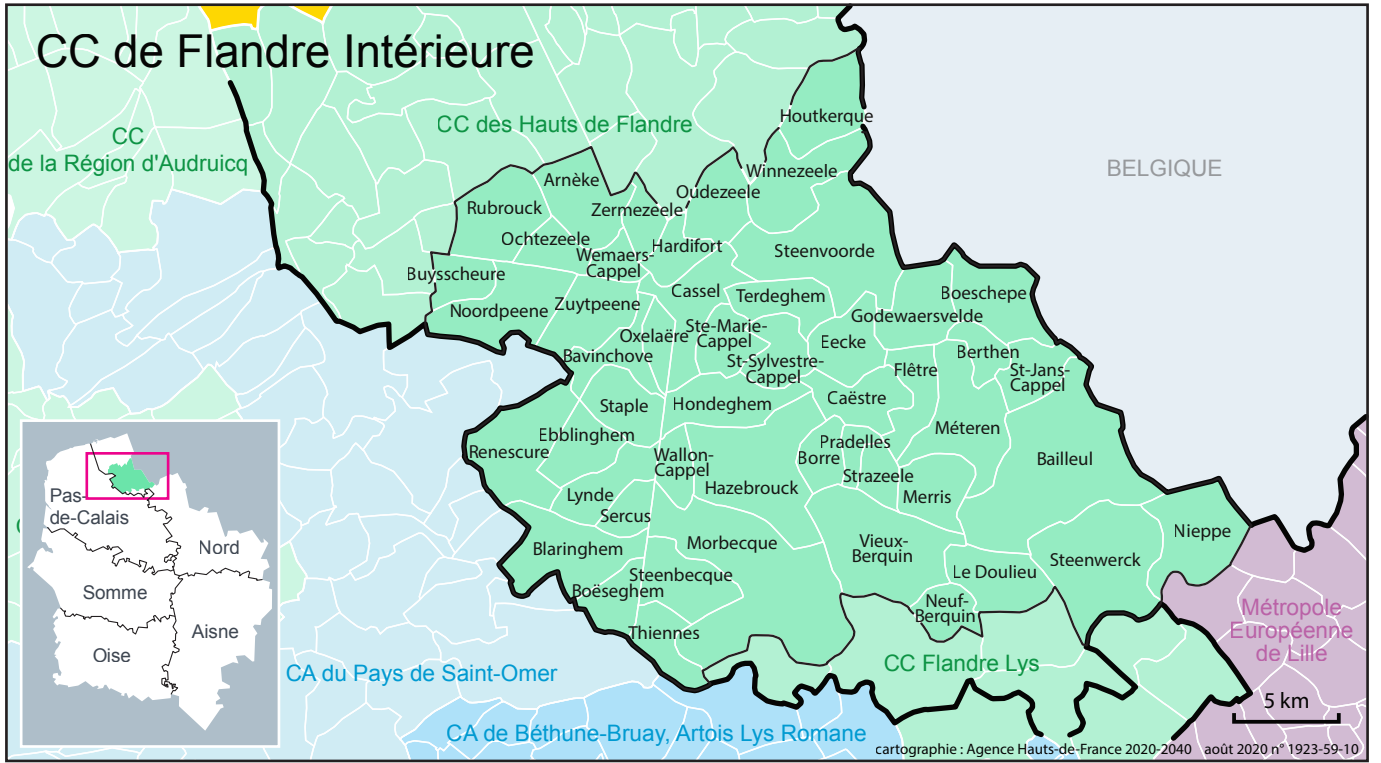 CC de Flandre Intérieure
CC
de la Région d'Audruicq
CC des Hauts de Flandre
BELGIQUE
Houtkerque
Winnezeele
Oudezeele
Arnèke
Rubrouck
Zermezeele
Ochtezeele
Hardifort
Wemaers-
Cappel
Steenvoorde
Buysscheure
Cassel
Terdeghem
Boeschepe
Noordpeene
Zuytpeene
Godewaersvelde
Oxelaëre
Ste-Marie-
Cappel
Eecke
Berthen
Bavinchove
St-Sylvestre-
Cappel
Flêtre
St-Jans-
Cappel
Staple
Hondeghem
Caëstre
Ebblinghem
Méteren
Renescure
Wallon-
Cappel
Pradelles
Borre
Bailleul
Strazeele
Hazebrouck
Merris
Lynde
Sercus
Nieppe
Blaringhem
Morbecque
Vieux-
Berquin
Steenwerck
Steenbecque
Le Doulieu
Boëseghem
Neuf-
Berquin
Thiennes
CC Flandre Lys
Métropole
Européenne
de Lille
CA du Pays de Saint-Omer
CA de Béthune-Bruay, Artois Lys Romane
C
Pas-
de-Calais
Nord
Somme
Aisne
Oise
5 km
cartographie : Agence Hauts-de-France 2020-2040 août 2020 n° 1923-59-10